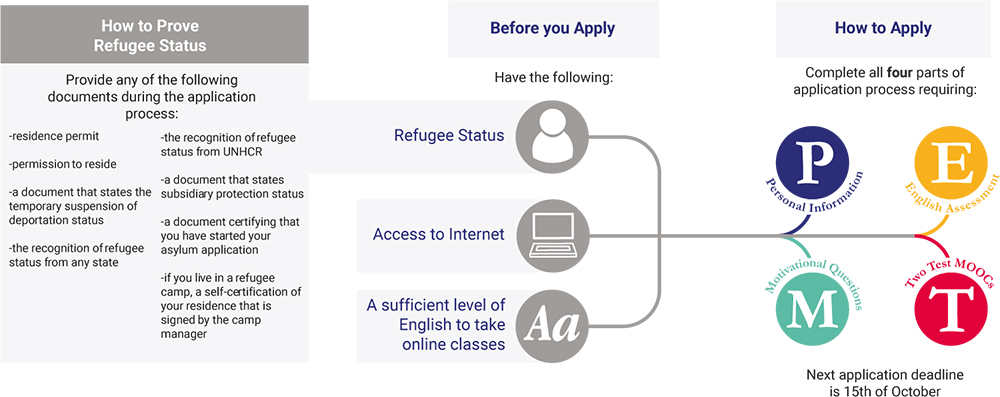 How to Prove
Refugee Status
Provide any of the following
documents during the application
process:
-residence permit
-permission to reside
-a document that states the
temporary suspension of
deportation status
-the recognition of refugee
status from any state
-the recognition of refugee
status from UNHCR
-a document that states
subsidiary protection status
-a document certifying that
you have started your
asylum application
-if you live in a refugee
camp, a self-certification of
your residence that is
signed by the camp
manager
Before you Apply
Have the following:
Refugee Status
Access to Internet
A sufficient level of
English to take
online classes
Aa
How to Apply
Complete all four parts of
application process requiring:
P
Personal Information
E
English Assessment
Motivational Questions
M
Two Test MOOCs
T
Next application deadline
is 15th of October